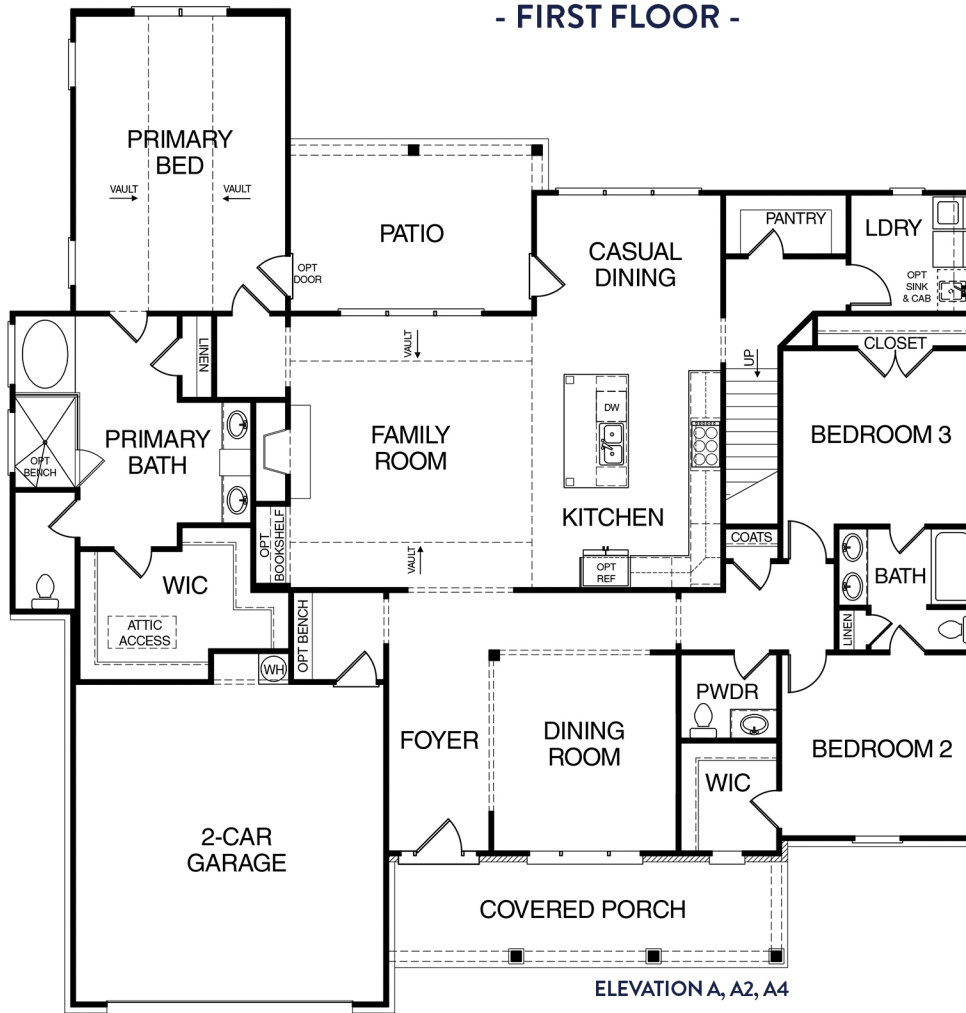 - FIRST FLOOR -
PRIMARY
BED
VAULT
VAULT
PATIO
OPT
DOOR
CASUAL
DINING
PANTRY
LDRY
OPT
SINK
& CAB
LINEN
VAULT
UP
CLOSET
PRIMARY
BATH
OPT
BENCH
FAMILY
ROOM
DW
BEDROOM 3
KITCHEN
OPT
BOOKSHELF
VAULT
OPT
REF
COATS
BATH
LINEN
WIC
ATTIC
ACCESS
WH
OPT BENCH
FOYER
DINING
ROOM
PWDR
WIC
BEDROOM 2
2-CAR
GARAGE
COVERED PORCH
ELEVATION A, A2, A4